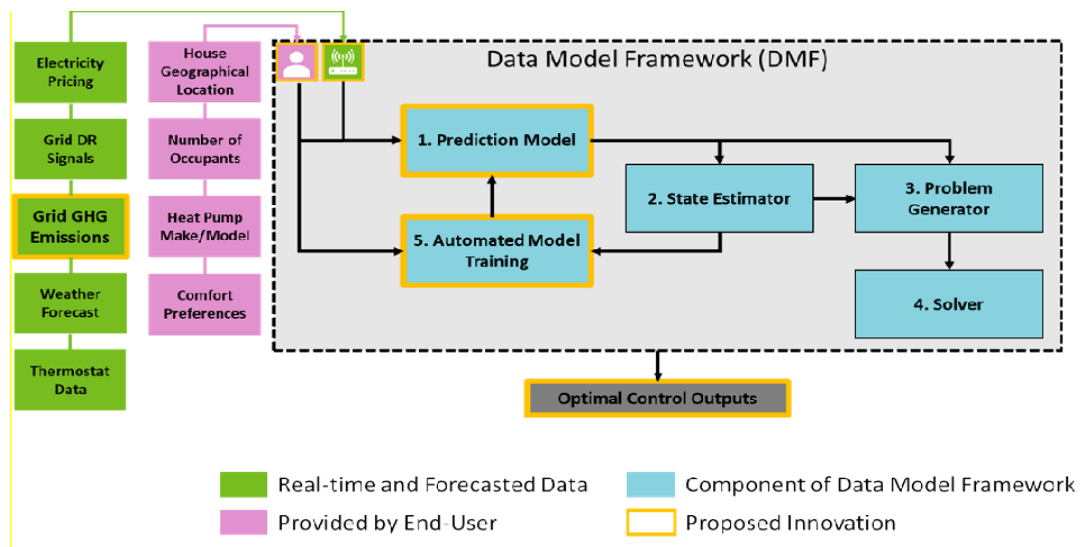 Data Model Framework (DMF)
Electricity
Pricing
Grid DR
Signals
Grid GHG
Emissions
Weather
Forecast
Thermostat
Data
House
Geographical
Location
Number of
Occupants
Heat Pump
Make/Model
Comfort
Preferences
1. Prediction Model
2. State Estimator
3. Problem
Generator
5. Automated Model
Training
4. Solver
Optimal Control Outputs
Real-time and Forecasted Data
Component of Data Model Framework
Provided by End-User
Proposed Innovation